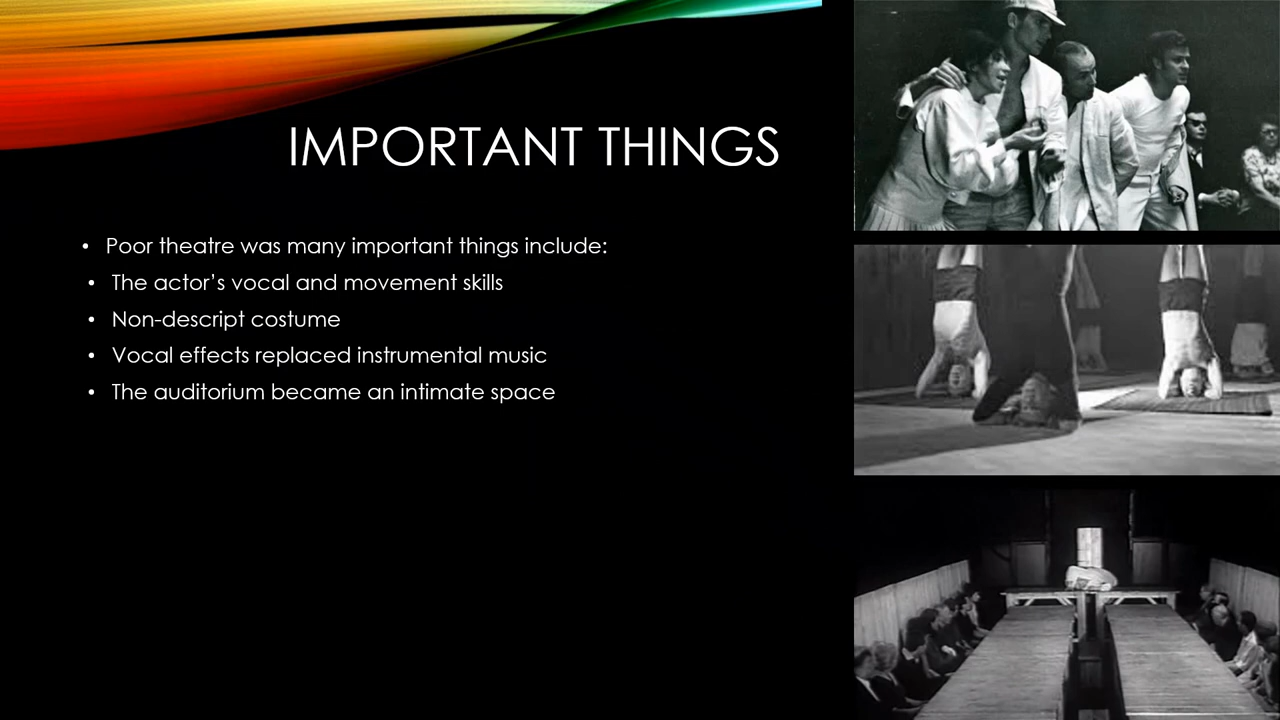 IMPORTANT THINGS
• Poor theatre was many important things include:
• The actor’s vocal and movement skills
• Non-descript costume
• Vocal effects replaced instrumental music
• The auditorium became an intimate space